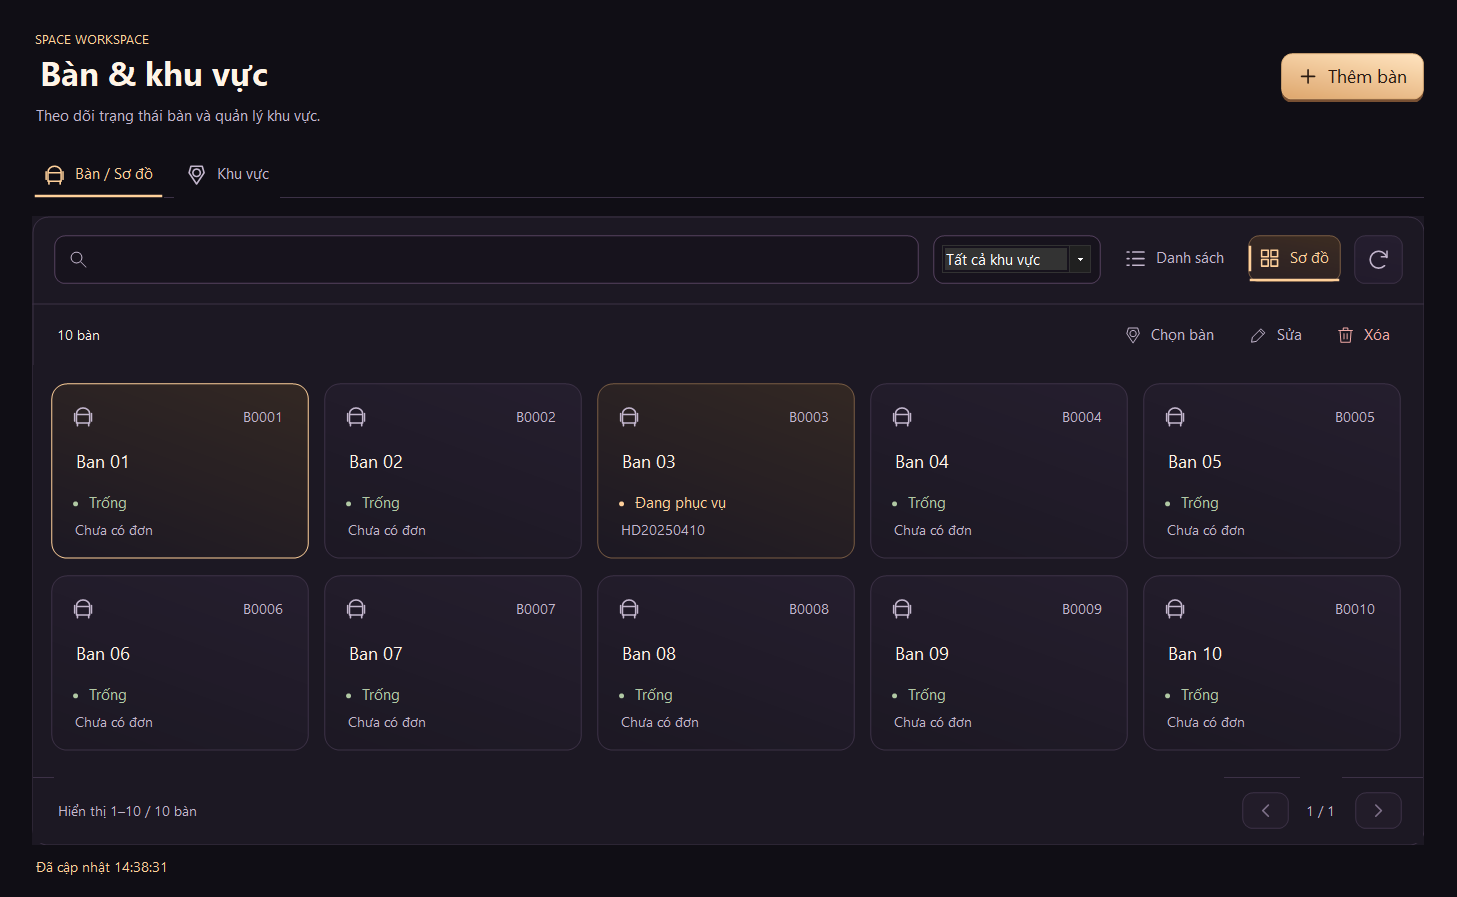 SPACE WORKSPACE
Bàn & khu vực
Thêm bàn
Theo dõi trạng thái bàn và quản lý khu vực.
Bàn / Sơ đồ
Khu vực
Tất cả khu vực
Danh sách
Sơ đồ
10 bàn
Chọn bàn
Sửa
Xóa
B0001
Ban 01
Trống
Chưa có đơn
B0002
Ban 02
Trống
Chưa có đơn
B0003
Ban 03
Đang phục vụ
HD20250410
B0004
Ban 04
Trống
Chưa có đơn
B0005
Ban 05
Trống
Chưa có đơn
B0006
Ban 06
Trống
Chưa có đơn
B0007
Ban 07
Trống
Chưa có đơn
B0008
Ban 08
Trống
Chưa có đơn
B0009
Ban 09
Trống
Chưa có đơn
B0010
Ban 10
Trống
Chưa có đơn
Hiển thị 1–10 / 10 bàn
1 / 1
Đã cập nhật 14:38:31